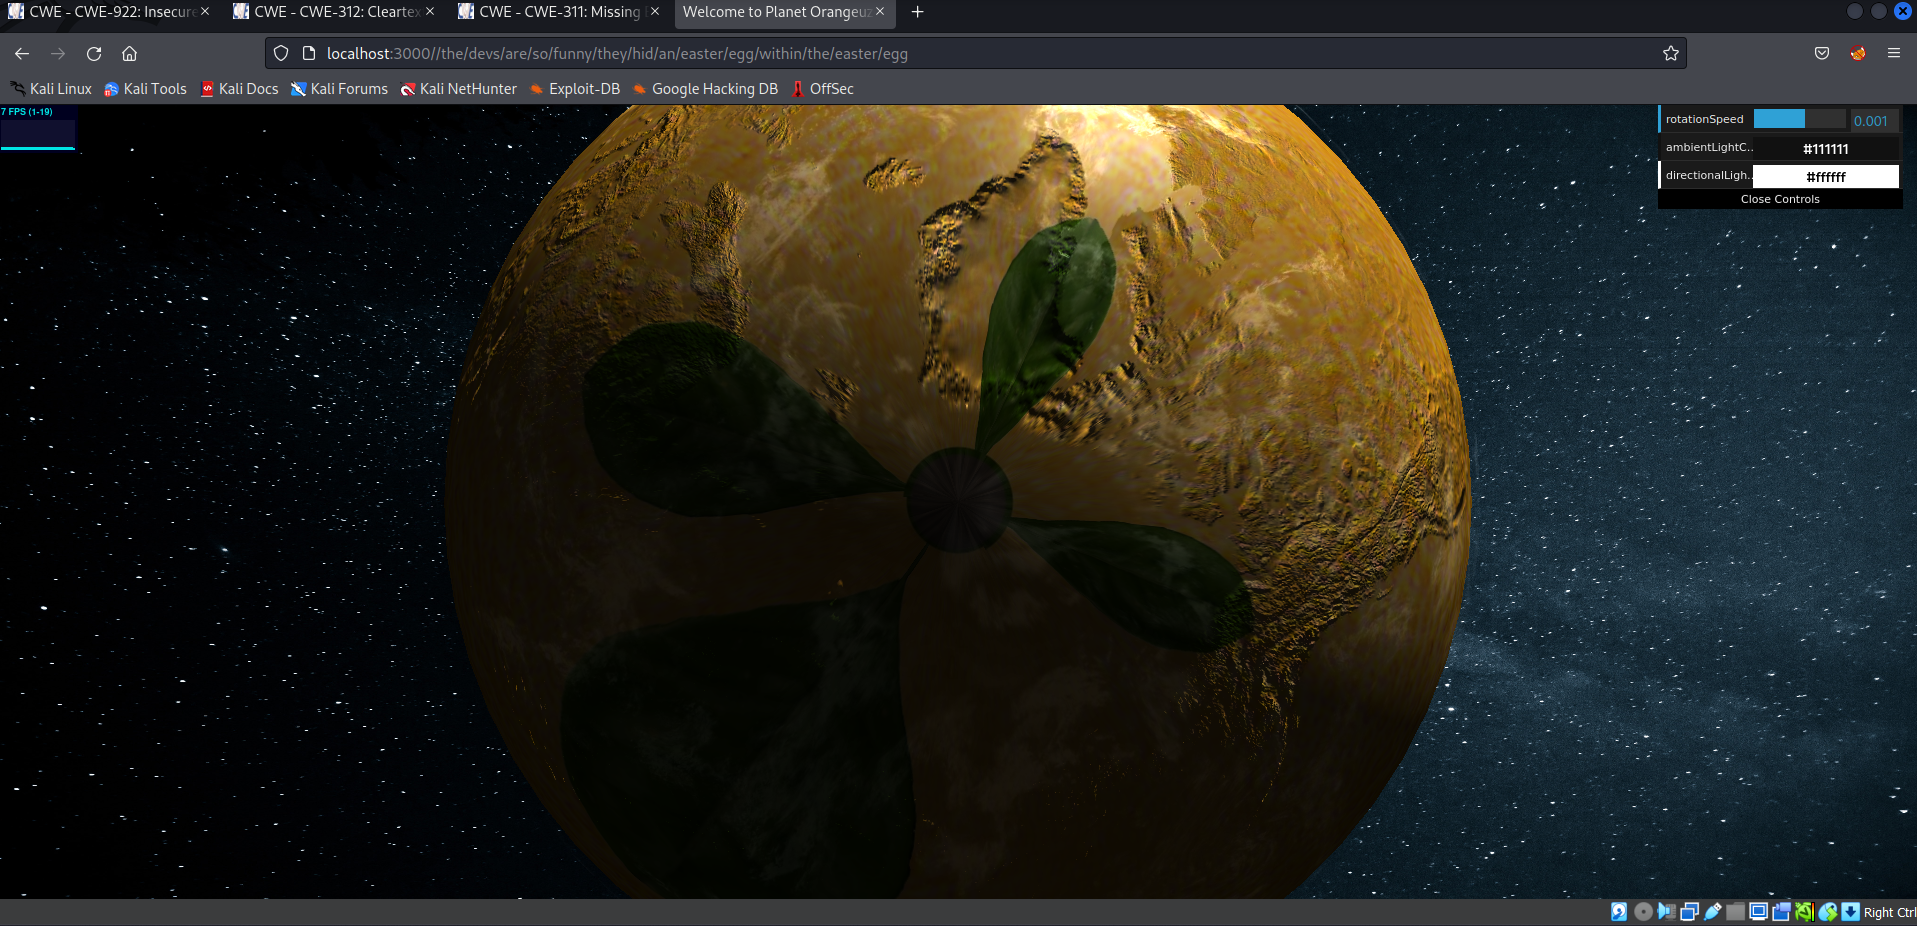 CWE - CWE-922: Insecure
CWE - CWE-312: Cleartex
CWE - CWE-311: Missing
Welcome to Planet Orangeuz
localhost:3000//the/devs/are/so/funny/they/hid/an/easter/egg/within/the/easter/egg
Kali Linux Kali Tools Kali Docs Kali Forums Kali NetHunter Exploit-DB Google Hacking DB OffSec
7 FPS (1-19)
rotationSpeed 0.001
ambientLightC... #111111
directionalLigh... #ffffff
Close Controls
Right Ctrl